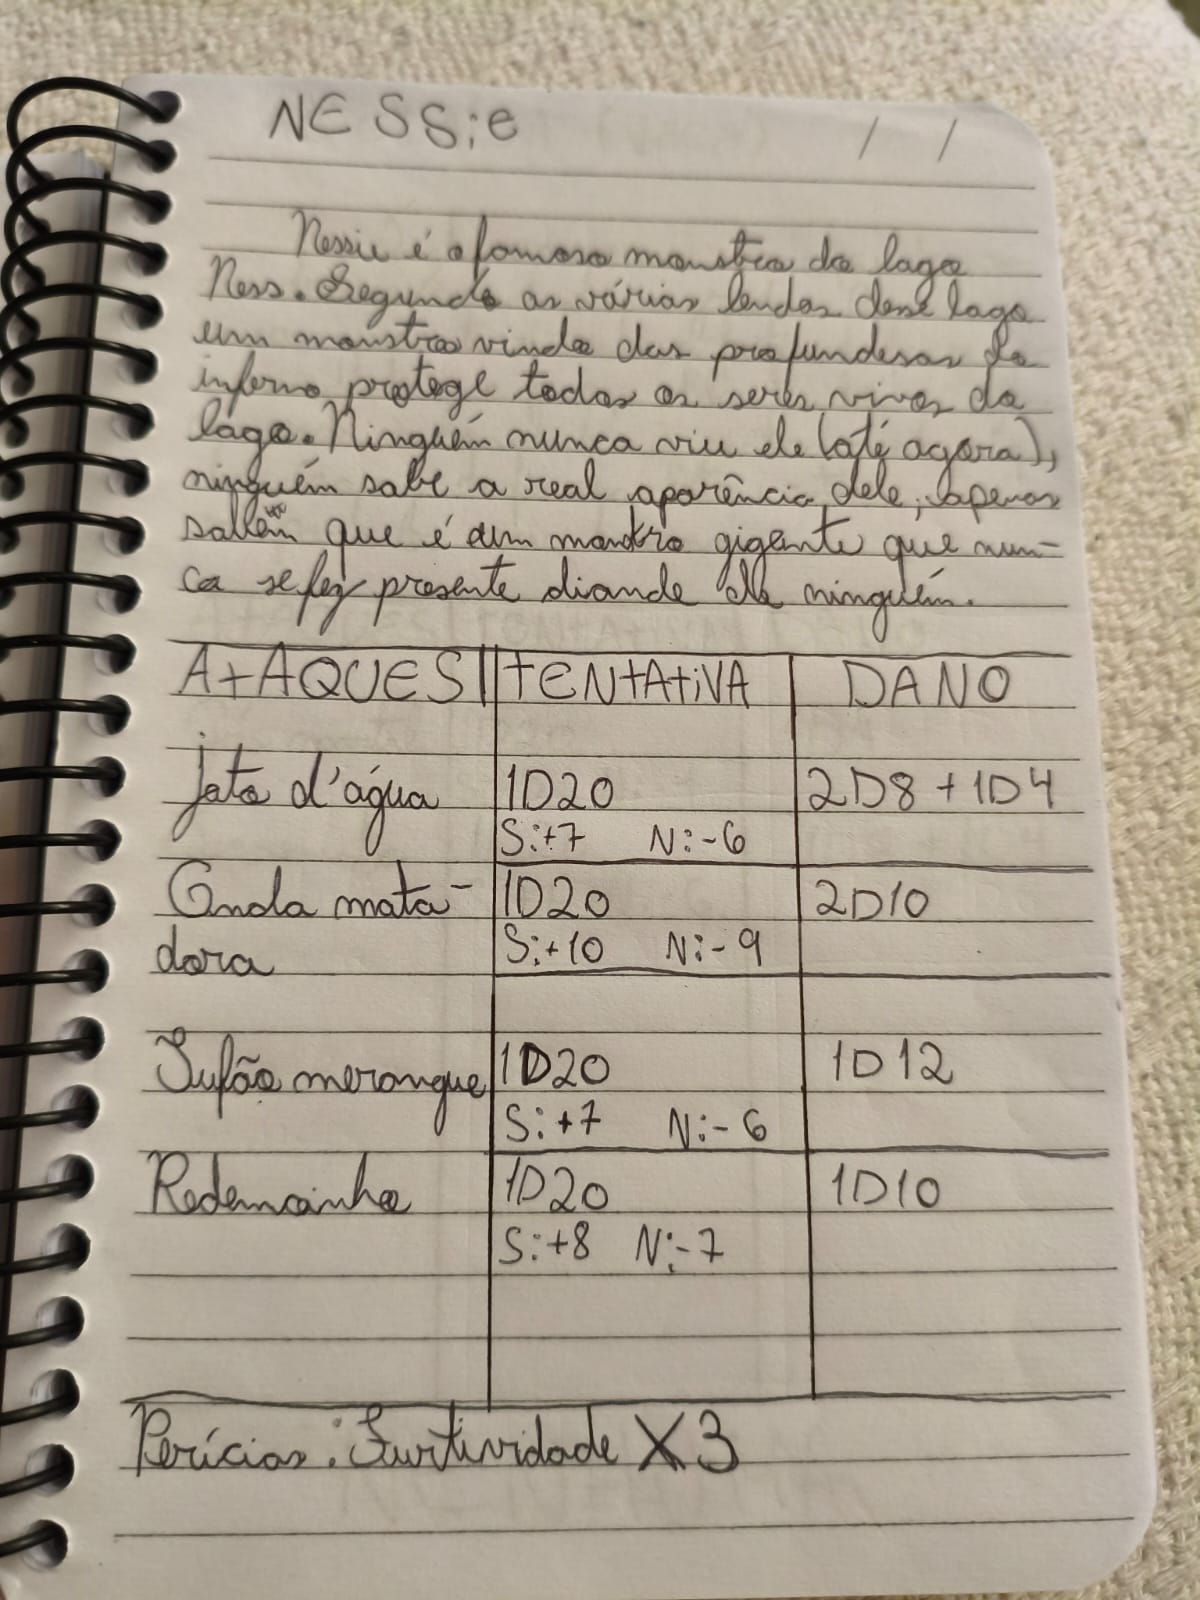 NESSie / /
Nessie é o famoso monstro do lago
Ness. Segundo as várias lendas desse lago
um monstro vindo das profundesas do
inferno protege todos os seres vivos do
lago. Ninguém nunca viu ele (até agora),
ninguém sabe a real aparência dele, apenas
sabem que é um monstro gigante que nun-
ca se fez presente diande de ninguém.
AtAQUES tENtAtiVA DANO
Jato d'água 1D20 2D8 + 1D4
S:+7 N:-6
Onda mata- 1D20 2D10
dora S:+10 N:-9
Tufão merangue 1D20 1D12
S:+7 N:-6
Redemoinho 1D20 1D10
S:+8 N:-7
Perícias: Furtividade X3